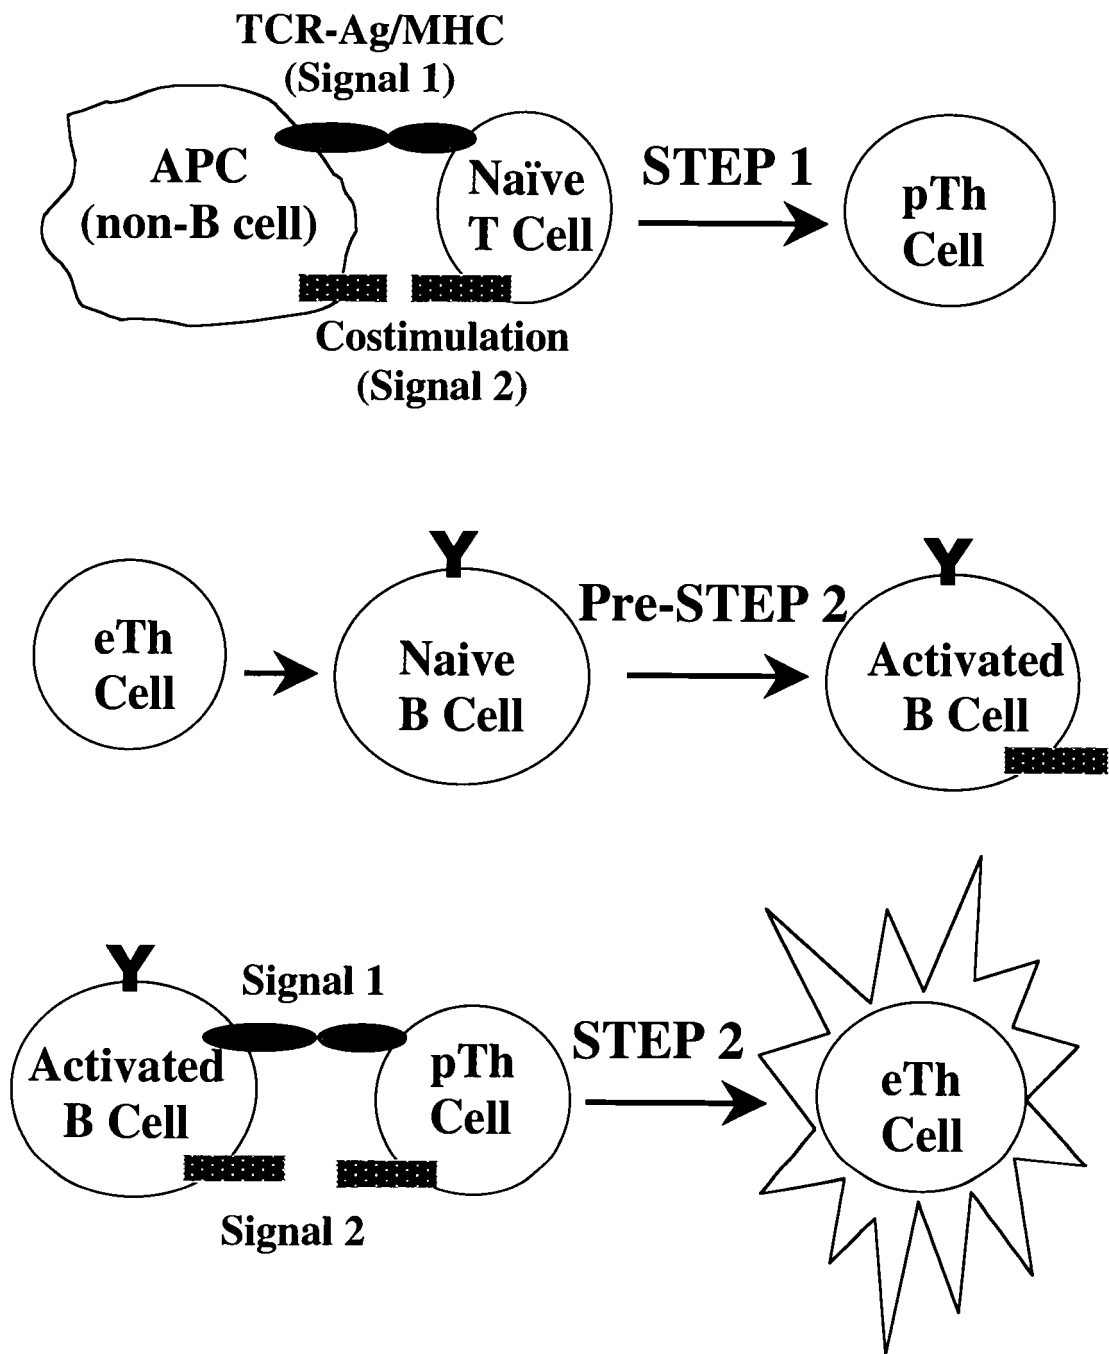 TCR-Ag/MHC
(Signal 1)
APC
(non-B cell)
Naïve
T Cell
STEP 1
pTh
Cell
Costimulation
(Signal 2)
eTh
Cell
Y
Naive
B Cell
Pre-STEP 2
Y
Activated
B Cell
Y
Activated
B Cell
Signal 1
pTh
Cell
Signal 2
STEP 2
eTh
Cell